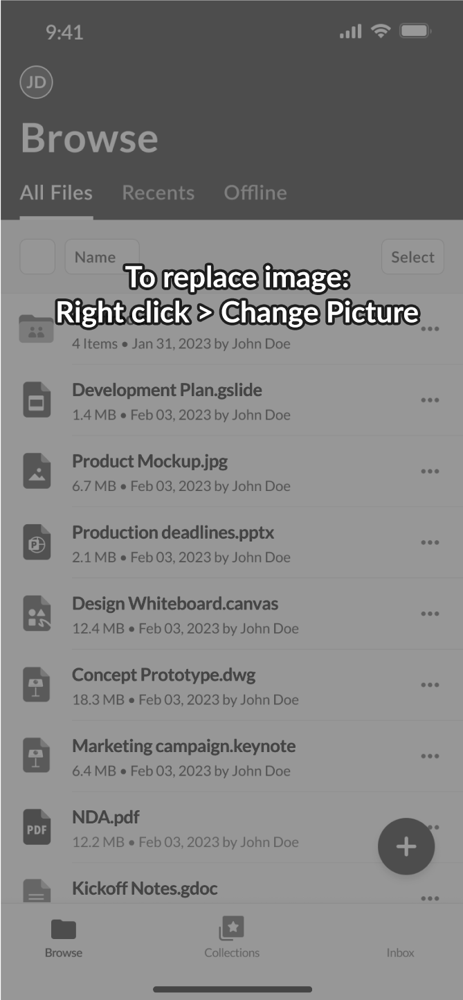 9:41
JD
Browse
All Files Recents Offline
Name Select
To replace image:
Right click > Change Picture
4 Items • Jan 31, 2023 by John Doe
Development Plan.gslide
1.4 MB • Feb 03, 2023 by John Doe
Product Mockup.jpg
6.7 MB • Feb 03, 2023 by John Doe
Production deadlines.pptx
P
2.1 MB • Feb 03, 2023 by John Doe
Design Whiteboard.canvas
12.4 MB • Feb 03, 2023 by John Doe
Concept Prototype.dwg
18.3 MB • Feb 03, 2023 by John Doe
Marketing campaign.keynote
6.4 MB • Feb 03, 2023 by John Doe
NDA.pdf
PDF
12.2 MB • Feb 03, 2023 by John Doe
Kickoff Notes.gdoc
Browse Collections Inbox